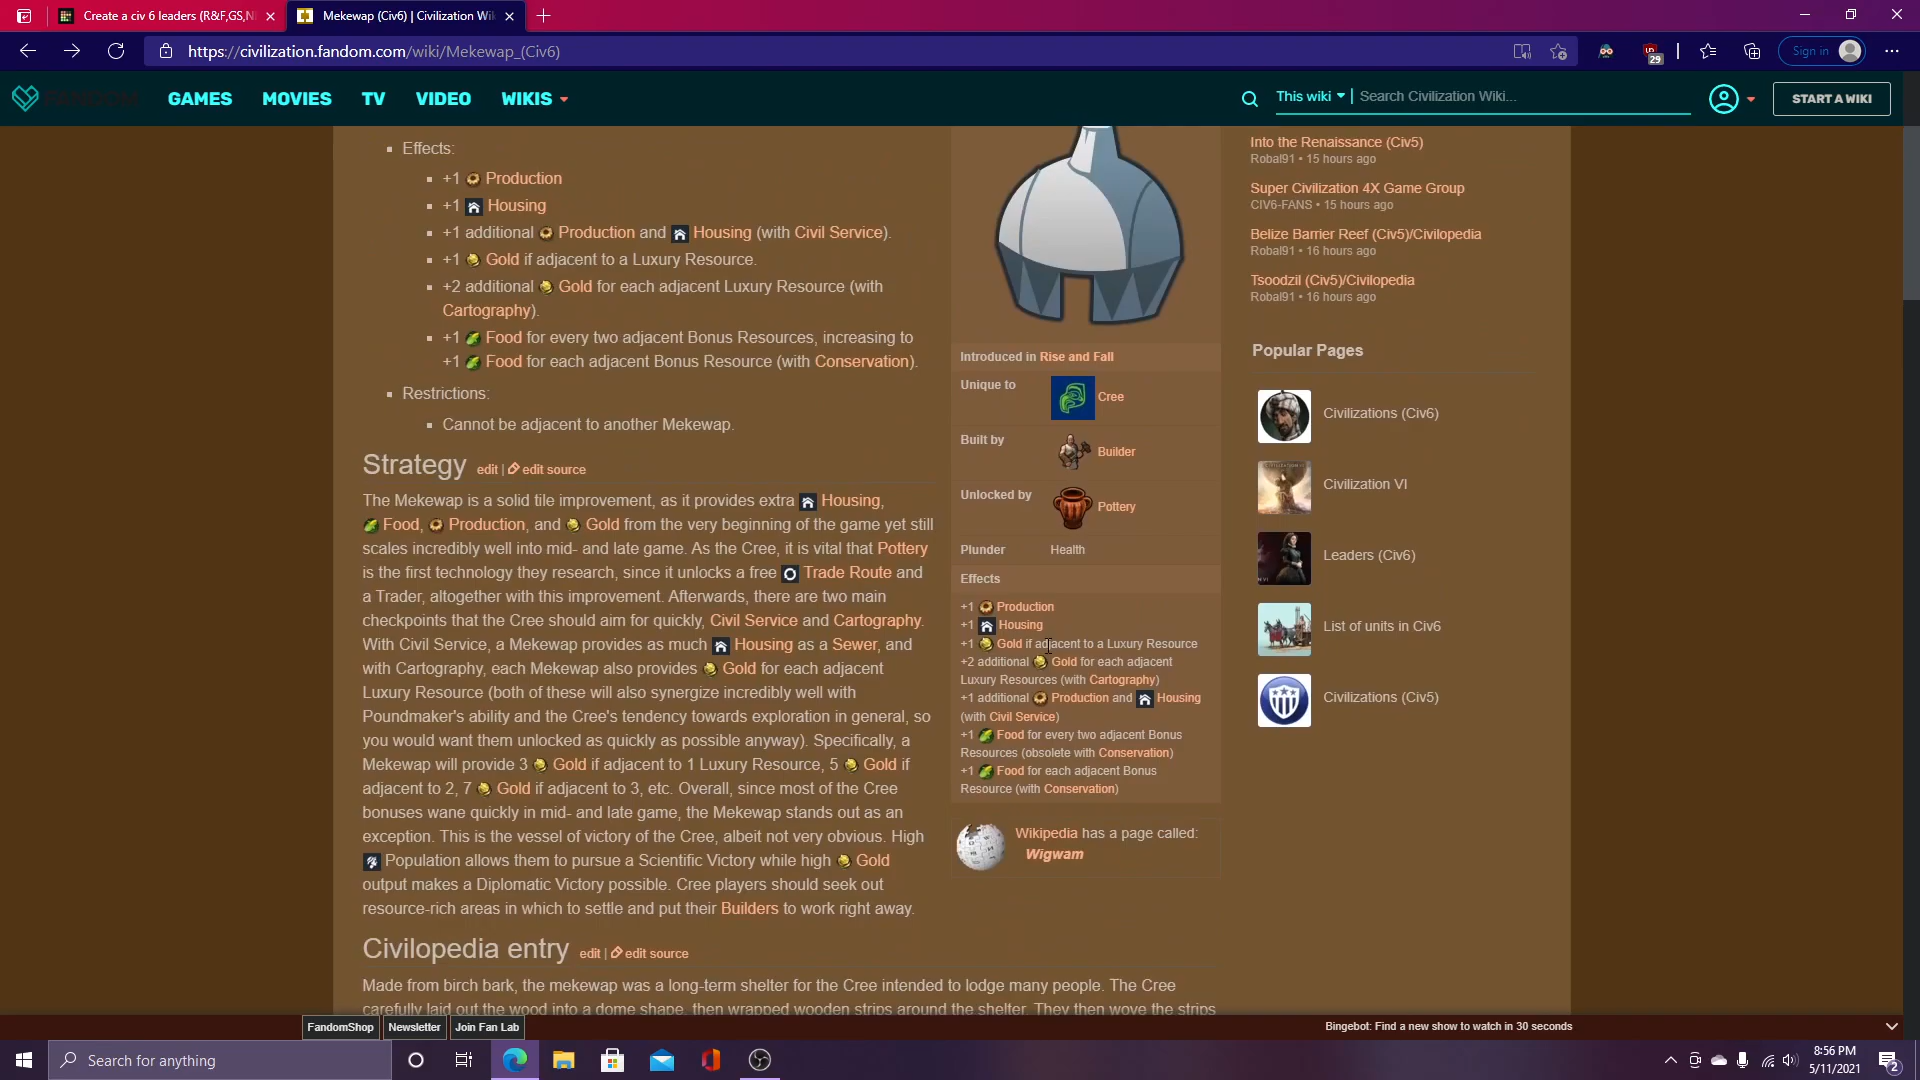 Create a civ 6 leaders (R&F,GS,N
Mekewap (Civ6) | Civilization Wik
https://civilization.fandom.com/wiki/Mekewap_(Civ6)
29
Sign in
FANDOM
GAMES
MOVIES
TV
VIDEO
WIKIS
This wiki
Search Civilization Wiki...
START A WIKI
Effects:
+1 Production
+1 Housing
+1 additional Production and Housing (with Civil Service).
+1 Gold if adjacent to a Luxury Resource.
+2 additional Gold for each adjacent Luxury Resource (with
Cartography).
+1 Food for every two adjacent Bonus Resources, increasing to
+1 Food for each adjacent Bonus Resource (with Conservation).
Restrictions:
Cannot be adjacent to another Mekewap.
Strategy edit | edit source
The Mekewap is a solid tile improvement, as it provides extra Housing,
Food, Production, and Gold from the very beginning of the game yet still
scales incredibly well into mid- and late game. As the Cree, it is vital that Pottery
is the first technology they research, since it unlocks a free Trade Route and
a Trader, altogether with this improvement. Afterwards, there are two main
checkpoints that the Cree should aim for quickly, Civil Service and Cartography.
With Civil Service, a Mekewap provides as much Housing as a Sewer, and
with Cartography, each Mekewap also provides Gold for each adjacent
Luxury Resource (both of these will also synergize incredibly well with
Poundmaker's ability and the Cree's tendency towards exploration in general, so
you would want them unlocked as quickly as possible anyway). Specifically, a
Mekewap will provide 3 Gold if adjacent to 1 Luxury Resource, 5 Gold if
adjacent to 2, 7 Gold if adjacent to 3, etc. Overall, since most of the Cree
bonuses wane quickly in mid- and late game, the Mekewap stands out as an
exception. This is the vessel of victory of the Cree, albeit not very obvious. High
Population allows them to pursue a Scientific Victory while high Gold
output makes a Diplomatic Victory possible. Cree players should seek out
resource-rich areas in which to settle and put their Builders to work right away.
Civilopedia entry edit | edit source
Made from birch bark, the mekewap was a long-term shelter for the Cree intended to lodge many people. The Cree
carefully laid out the wood into a dome shape, then wrapped wooden strips around the shelter. They then wove the strips
Introduced in Rise and Fall
Unique to
Cree
Built by
Builder
Unlocked by
Pottery
Plunder
Health
Effects
+1 Production
+1 Housing
+1 Gold if adjacent to a Luxury Resource
+2 additional Gold for each adjacent
Luxury Resources (with Cartography)
+1 additional Production and Housing
(with Civil Service)
+1 Food for every two adjacent Bonus
Resources (obsolete with Conservation)
+1 Food for each adjacent Bonus
Resource (with Conservation)
Wikipedia has a page called:
Wigwam
Into the Renaissance (Civ5)
Robal91 • 15 hours ago
Super Civilization 4X Game Group
CIV6-FANS • 15 hours ago
Belize Barrier Reef (Civ5)/Civilopedia
Robal91 • 16 hours ago
Tsoodzil (Civ5)/Civilopedia
Robal91 • 16 hours ago
Popular Pages
Civilizations (Civ6)
Civilization VI
Leaders (Civ6)
List of units in Civ6
Civilizations (Civ5)
FandomShop
Newsletter
Join Fan Lab
Bingebot: Find a new show to watch in 30 seconds
Search for anything
8:56 PM
5/11/2021
2